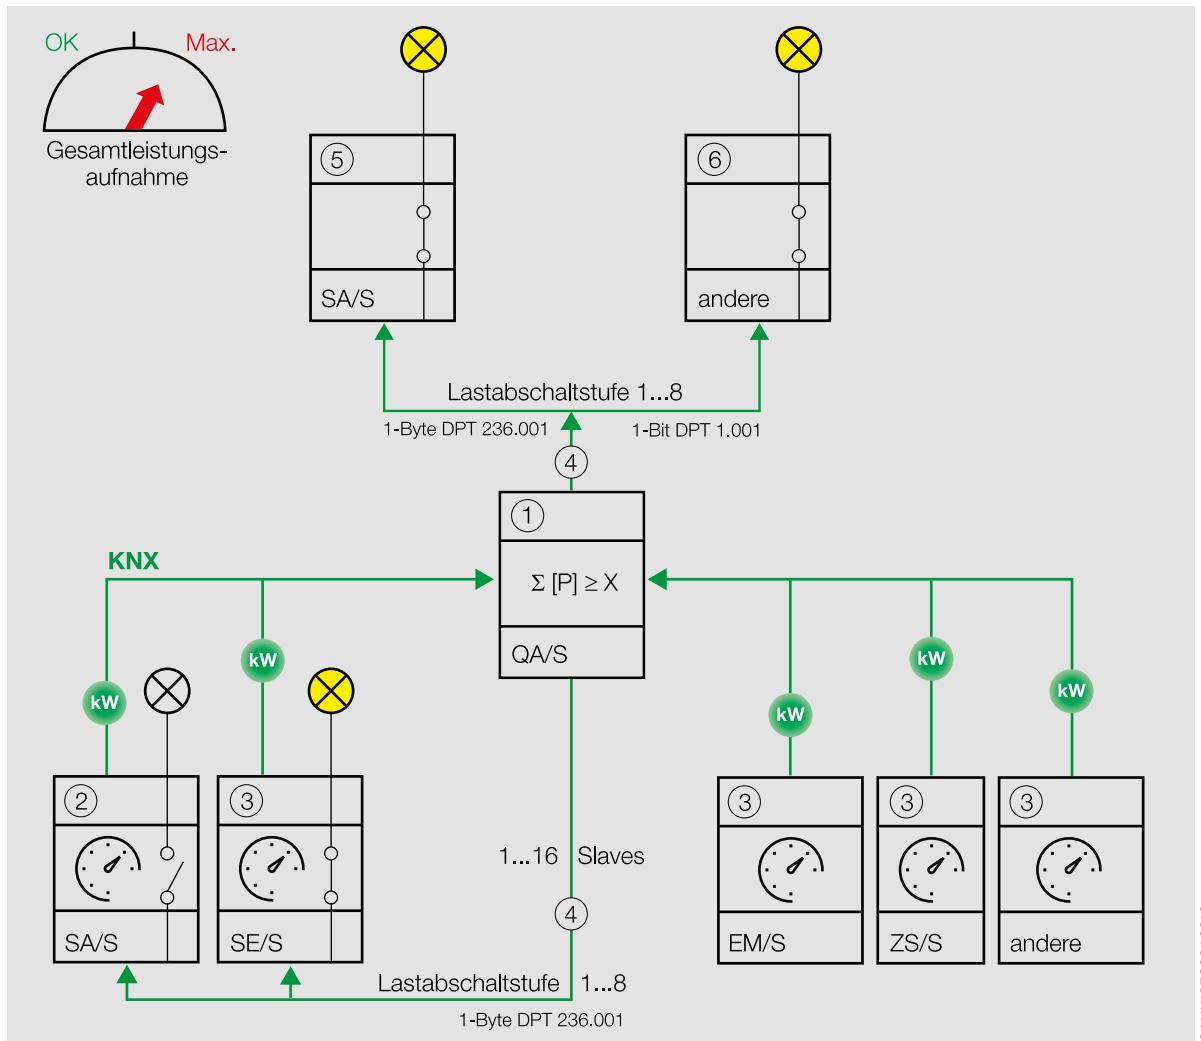 OK Max.
Gesamtleistungs-
aufnahme
5
SA/S
6
andere
Lastabschaltstufe 1...8
1-Byte DPT 236.001 1-Bit DPT 1.001
4
1
Σ [P] ≥ X
QA/S
KNX
kW
kW
kW
kW
kW
2
SA/S
3
SE/S
3
EM/S
3
ZS/S
3
andere
1...16 Slaves
4
Lastabschaltstufe 1...8
1-Byte DPT 236.001